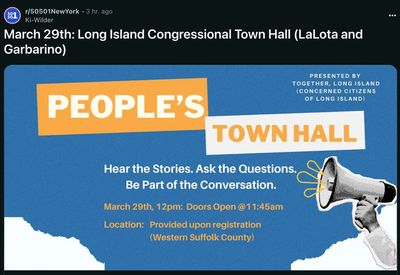 r/50501NewYork • 3 hr. ago
Ki-Wilder
March 29th: Long Island Congressional Town Hall (LaLota and
Garbarino)
PRESENTED BY
TOGETHER, LONG ISLAND
(CONCERNED CITIZENS
OF LONG ISLAND)
PEOPLE'S
TOWN HALL
Hear the Stories. Ask the Questions.
Be Part of the Conversation.
March 29th, 12pm: Doors Open @11:45am
Location: Provided upon registration
(Western Suffolk County)